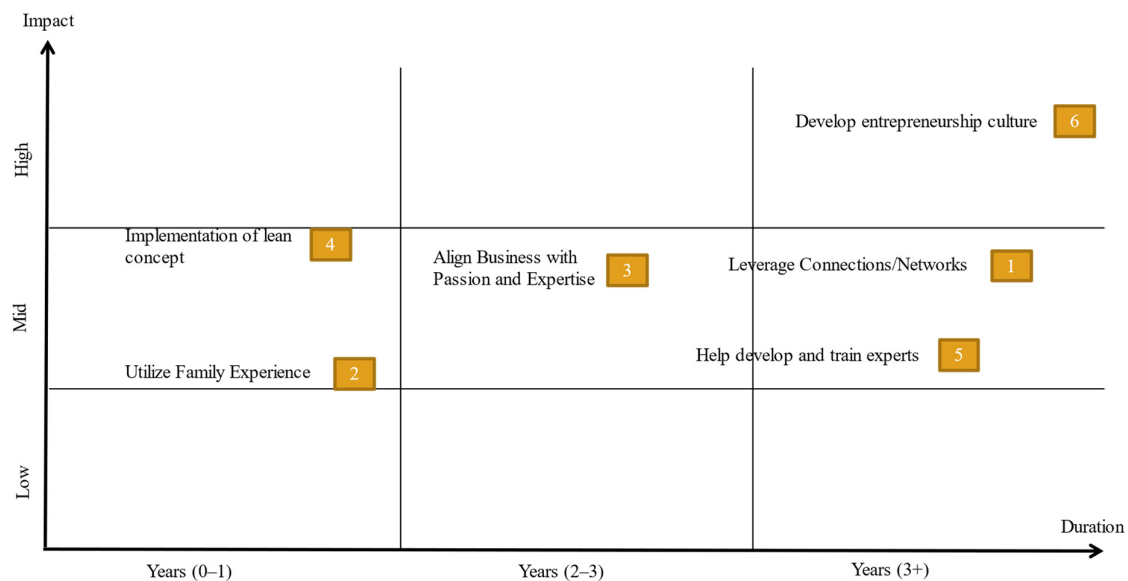 Impact
High
Mid
Low
Develop entrepreneurship culture
6
Implementation of lean
concept
4
Align Business with
Passion and Expertise
3
Leverage Connections/Networks
1
Help develop and train experts
5
Utilize Family Experience
2
Duration
Years (0–1)
Years (2–3)
Years (3+)